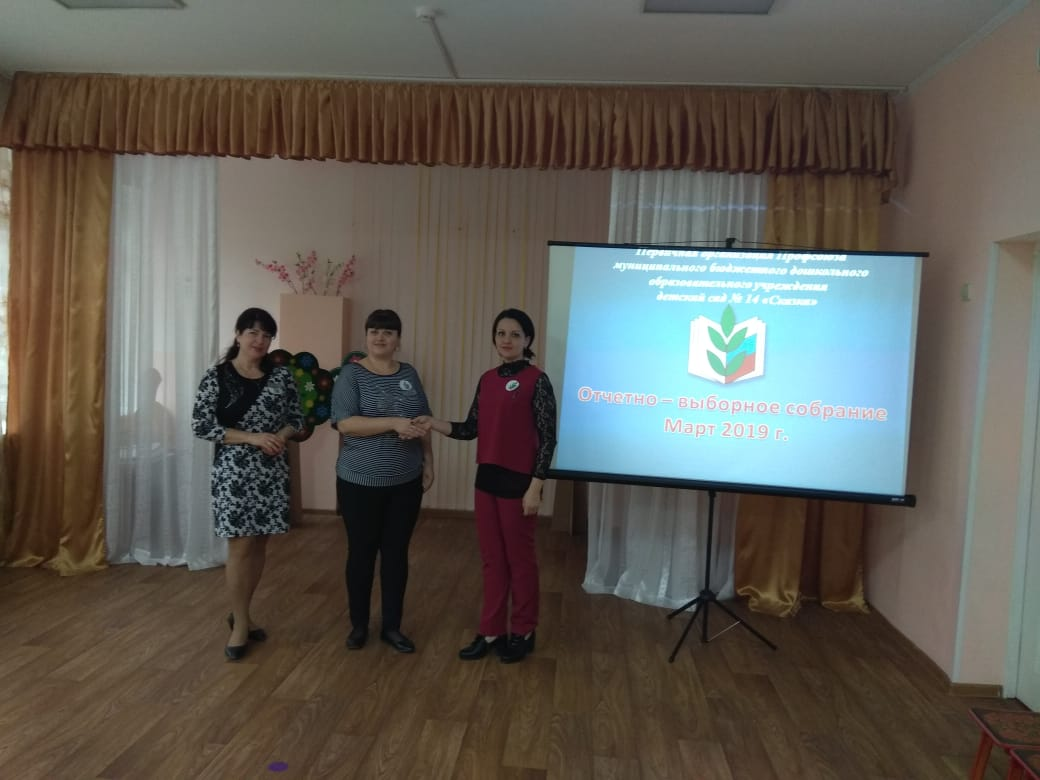 Первичная организация Профсоюза
муниципального бюджетного дошкольного
образовательного учреждения
детский сад № 14 «Сказка»
Отчетно – выборное собрание
Март 2019 г.